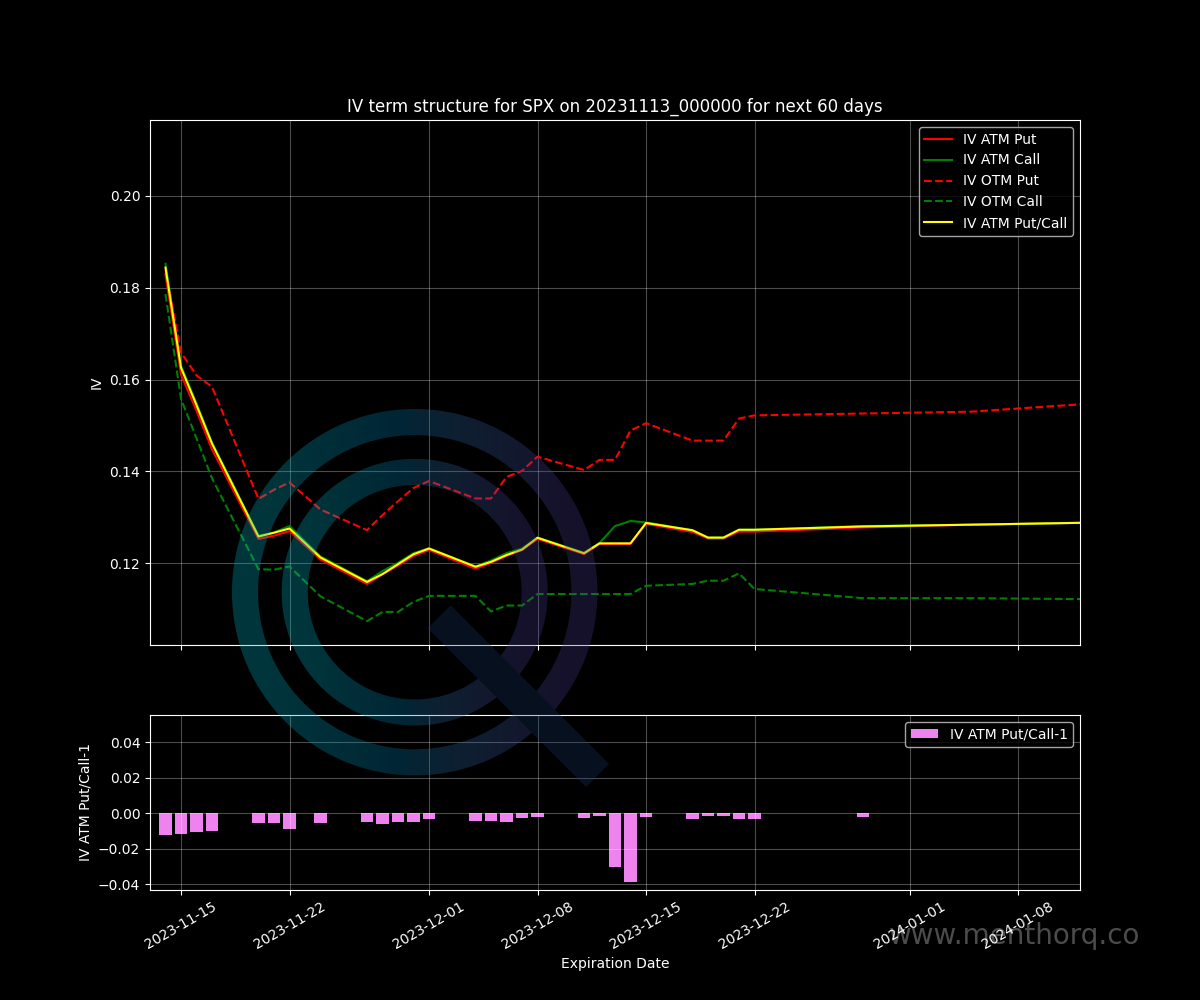 IV term structure for SPX on 20231113_000000 for next 60 days
IV ATM Put
IV ATM Call
IV OTM Put
IV OTM Call
IV ATM Put/Call
0.20
0.18
0.16
0.14
0.12
IV
IV ATM Put/Call-1
0.04
0.02
0.00
−0.02
−0.04
IV ATM Put/Call-1
2023-11-15
2023-11-22
2023-12-01
2023-12-08
2023-12-15
2023-12-22
2024-01-01
2024-01-08
Expiration Date
www.menthorq.co